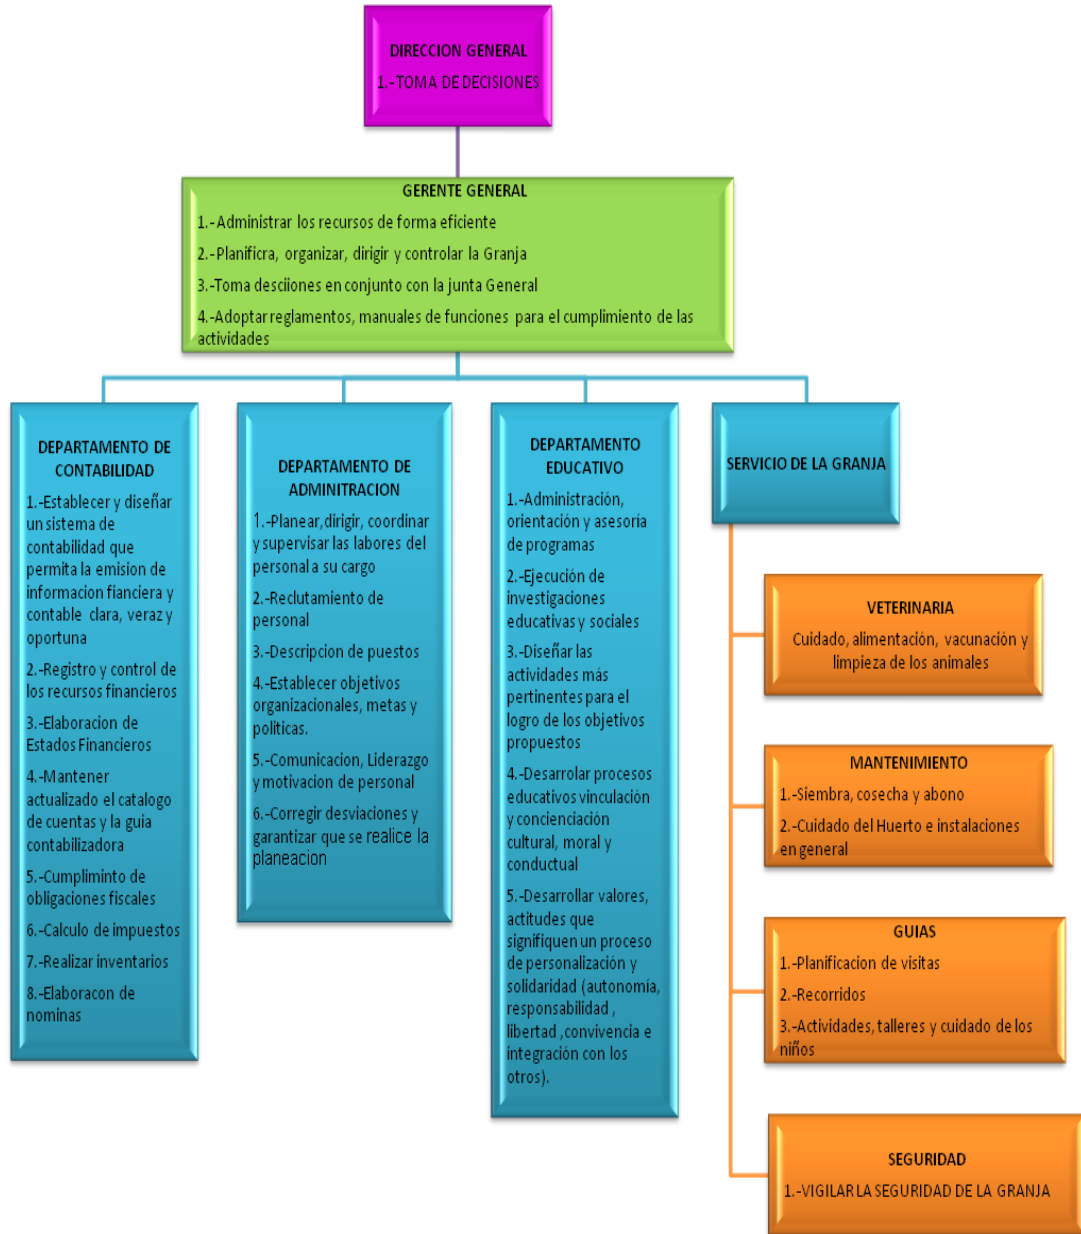 DIRECCION GENERAL
1.-TOMA DE DECISIONES
GERENTE GENERAL
1.-Administrar los recursos de forma eficiente
2.-Planificra, organizar, dirigir y controlar la Granja
3.-Toma desciiones en conjunto con la junta General
4.-Adoptar reglamentos, manuales de funciones para el cumplimiento de las
actividades
DEPARTAMENTO DE
CONTABILIDAD
1.-Establecer y diseñar
un sistema de
contabilidad que
permita la emision de
informacion fianciera y
contable clara, veraz y
oportuna
2.-Registro y control de
los recursos financieros
3.-Elaboracion de
Estados Financieros
4.-Mantener
actualizado el catalogo
de cuentas y la guia
contabilizadora
5.-Cumpliminto de
obligaciones fiscales
6.-Calculo de impuestos
7.-Realizar inventarios
8.-Elaboracon de
nominas
DEPARTAMENTO DE
ADMINITRACION
1.-Planear,dirigir, coordinar
y supervisar las labores del
personal a su cargo
2.-Reclutamiento de
personal
3.-Descripcion de puestos
4.-Establecer objetivos
organizacionales, metas y
politicas.
5.-Comunicacion, Liderazgo
y motivacion de personal
6.-Corregir desviaciones y
garantizar que se realice la
planeacion
DEPARTAMENTO
EDUCATIVO
1.-Administración,
orientación y asesoría
de programas
2.-Ejecución de
investigaciones
educativas y sociales
3.-Diseñar las
actividades más
pertinentes para el
logro de los objetivos
propuestos
4.-Desarrolar procesos
educativos vinculación
y concienciación
cultural, moral y
conductual
5.-Desarrollar valores,
actitudes que
signifiquen un proceso
de personalización y
solidaridad (autonomía,
responsabilidad ,
libertad ,convivencia e
integración con los
otros).
SERVICIO DE LA GRANJA
VETERINARIA
Cuidado, alimentación, vacunación y
limpieza de los animales
MANTENIMIENTO
1.-Siembra, cosecha y abono
2.-Cuidado del Huerto e instalaciones
en general
GUIAS
1.-Planificacion de visitas
2.-Recorridos
3.-Actividades, talleres y cuidado de los
niños
SEGURIDAD
1.-VIGILAR LA SEGURIDAD DE LA GRANJA